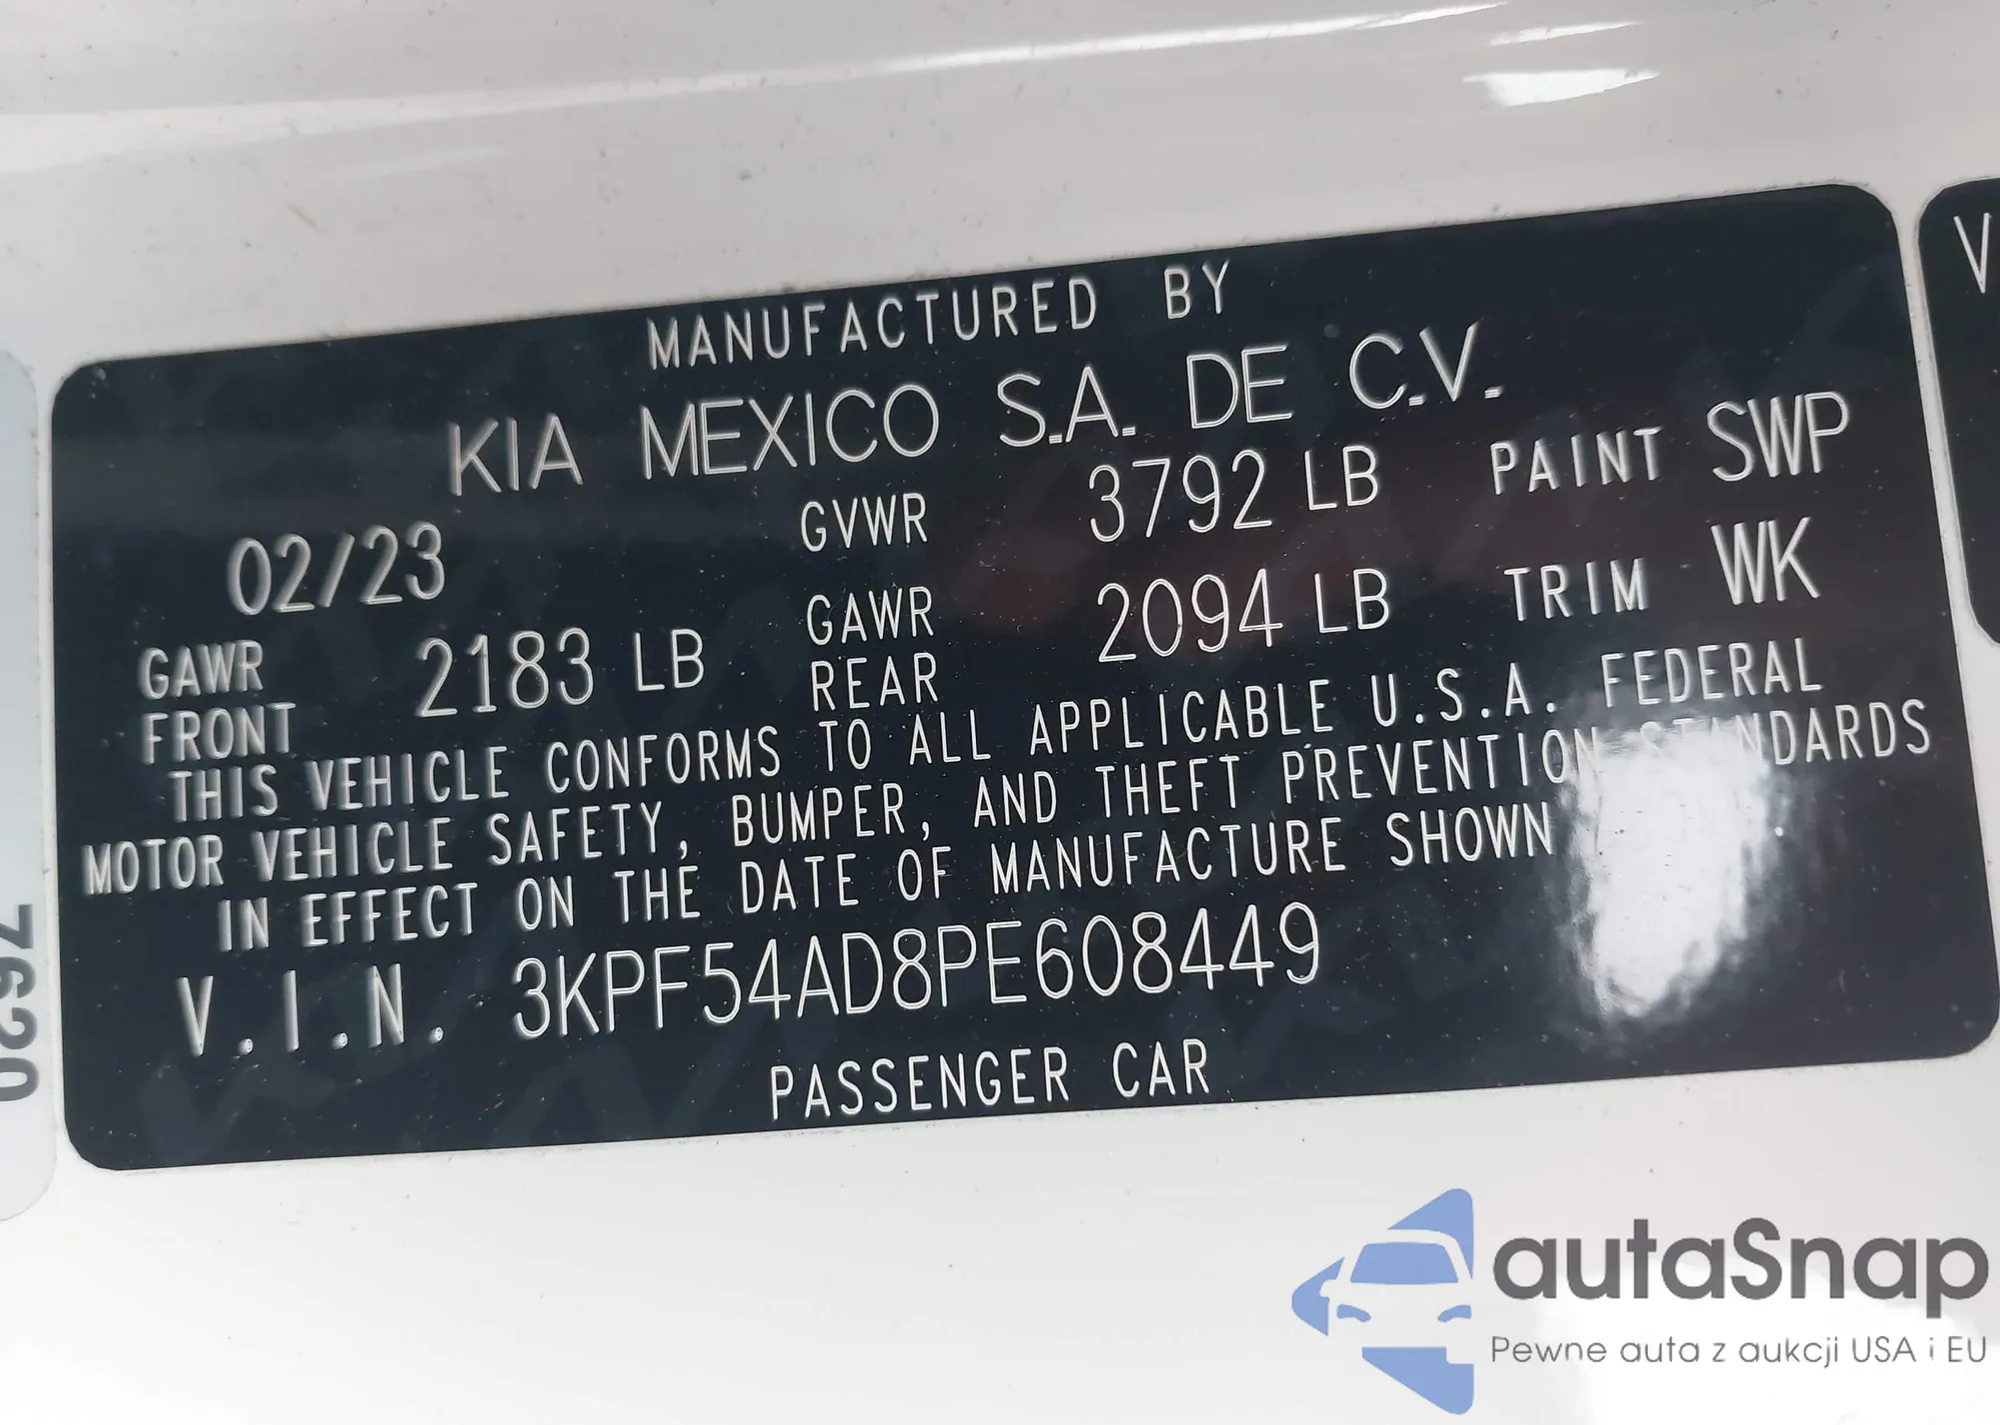 MANUFACTURED BY
KIA MEXICO S.A. DE C.V.
02/23 GVWR 3792 LB PAINT SWP
GAWR FRONT 2183 LB GAWR REAR 2094 LB TRIM WK
THIS VEHICLE CONFORMS TO ALL APPLICABLE U.S.A. FEDERAL
MOTOR VEHICLE SAFETY, BUMPER, AND THEFT PREVENTION STANDARDS
IN EFFECT ON THE DATE OF MANUFACTURE SHOWN
V.I.N. 3KPF54AD8PE608449
PASSENGER CAR
V
7620
autaSnap
Pewne auta z aukcji USA i EU